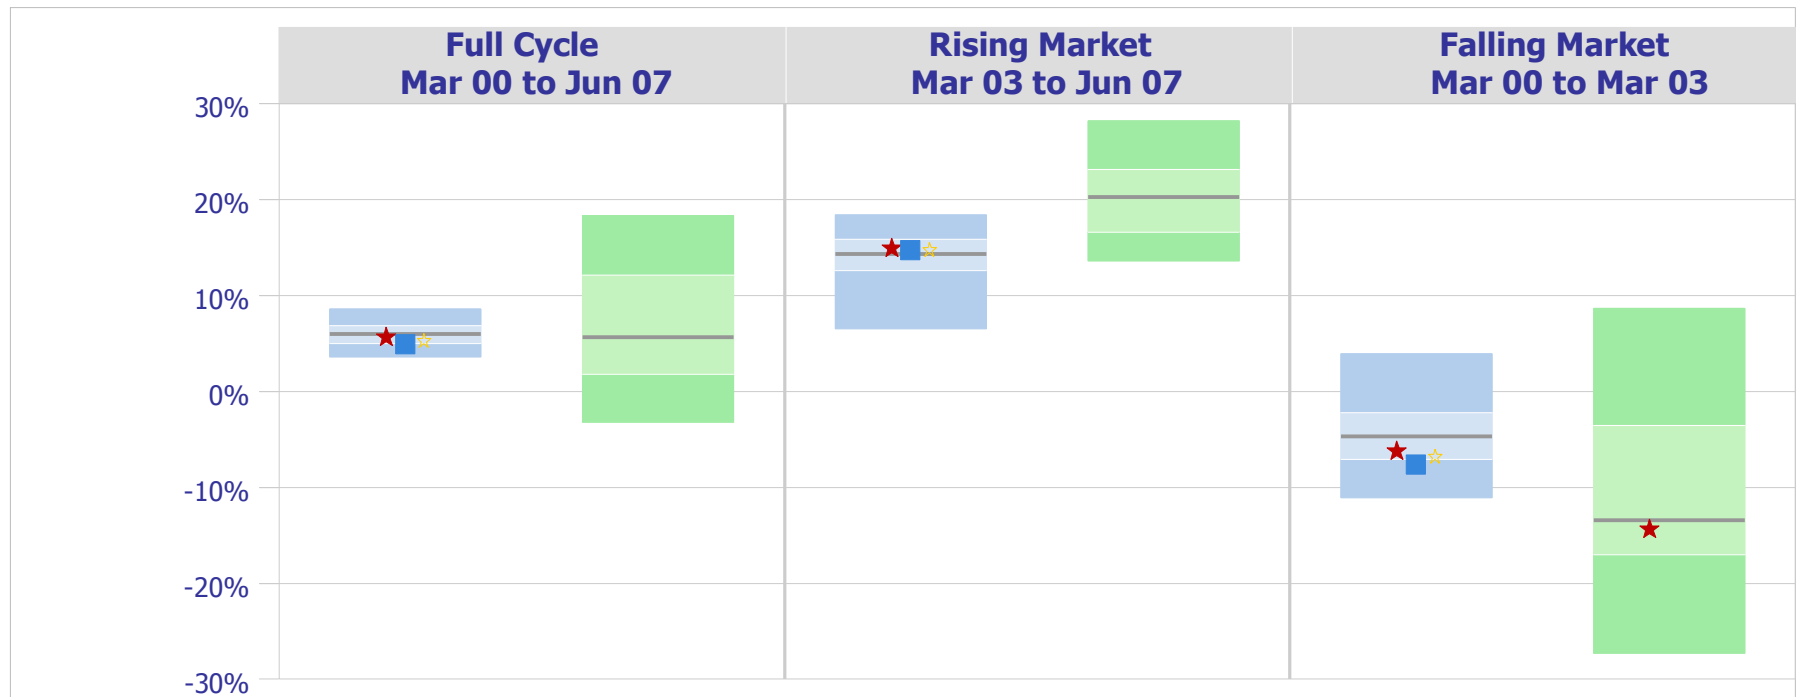 Full Cycle
Mar 00 to Jun 07
Rising Market
Mar 03 to Jun 07
Falling Market
Mar 00 to Mar 03
30%
20%
10%
0%
-10%
-20%
-30%